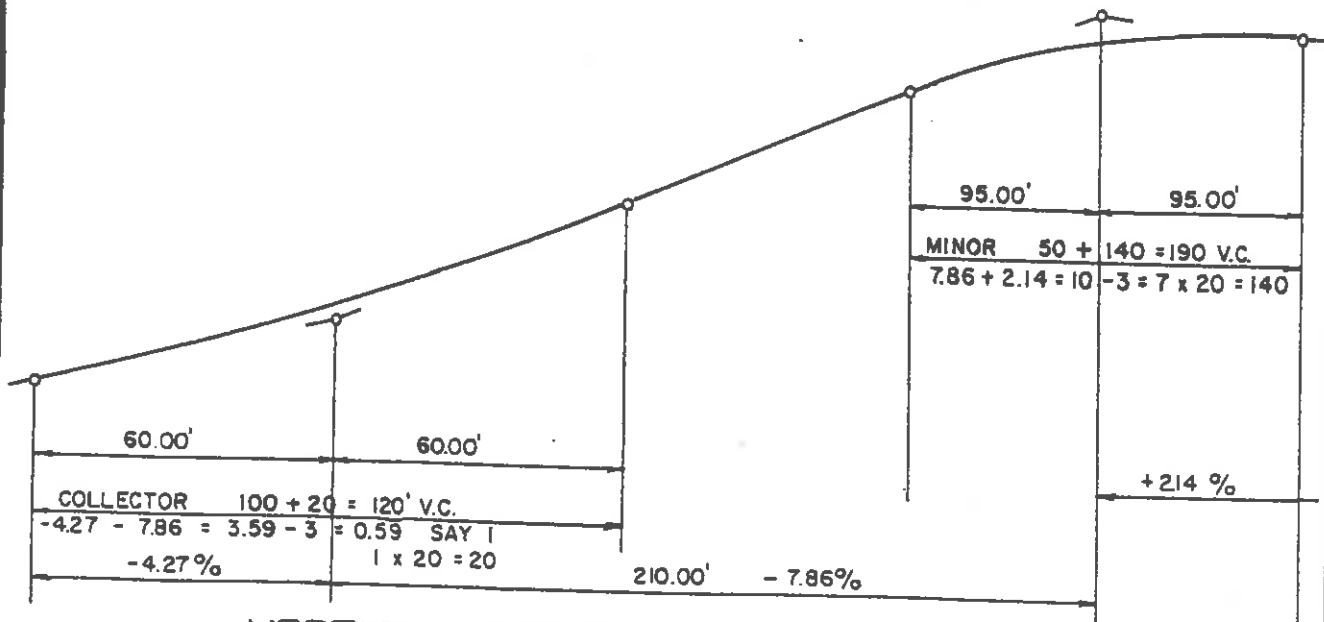 95.00' 95.00'
MINOR 50 + 140 = 190 V.C.
7.86 + 2.14 = 10 - 3 = 7 x 20 = 140
60.00' 60.00'
+2.14 %
COLLECTOR 100 + 20 = 120' V.C.
-4.27 - 7.86 = 3.59 - 3 = 0.59 SAY 1
1 x 20 = 20
-4.27% 210.00' - 7.86%